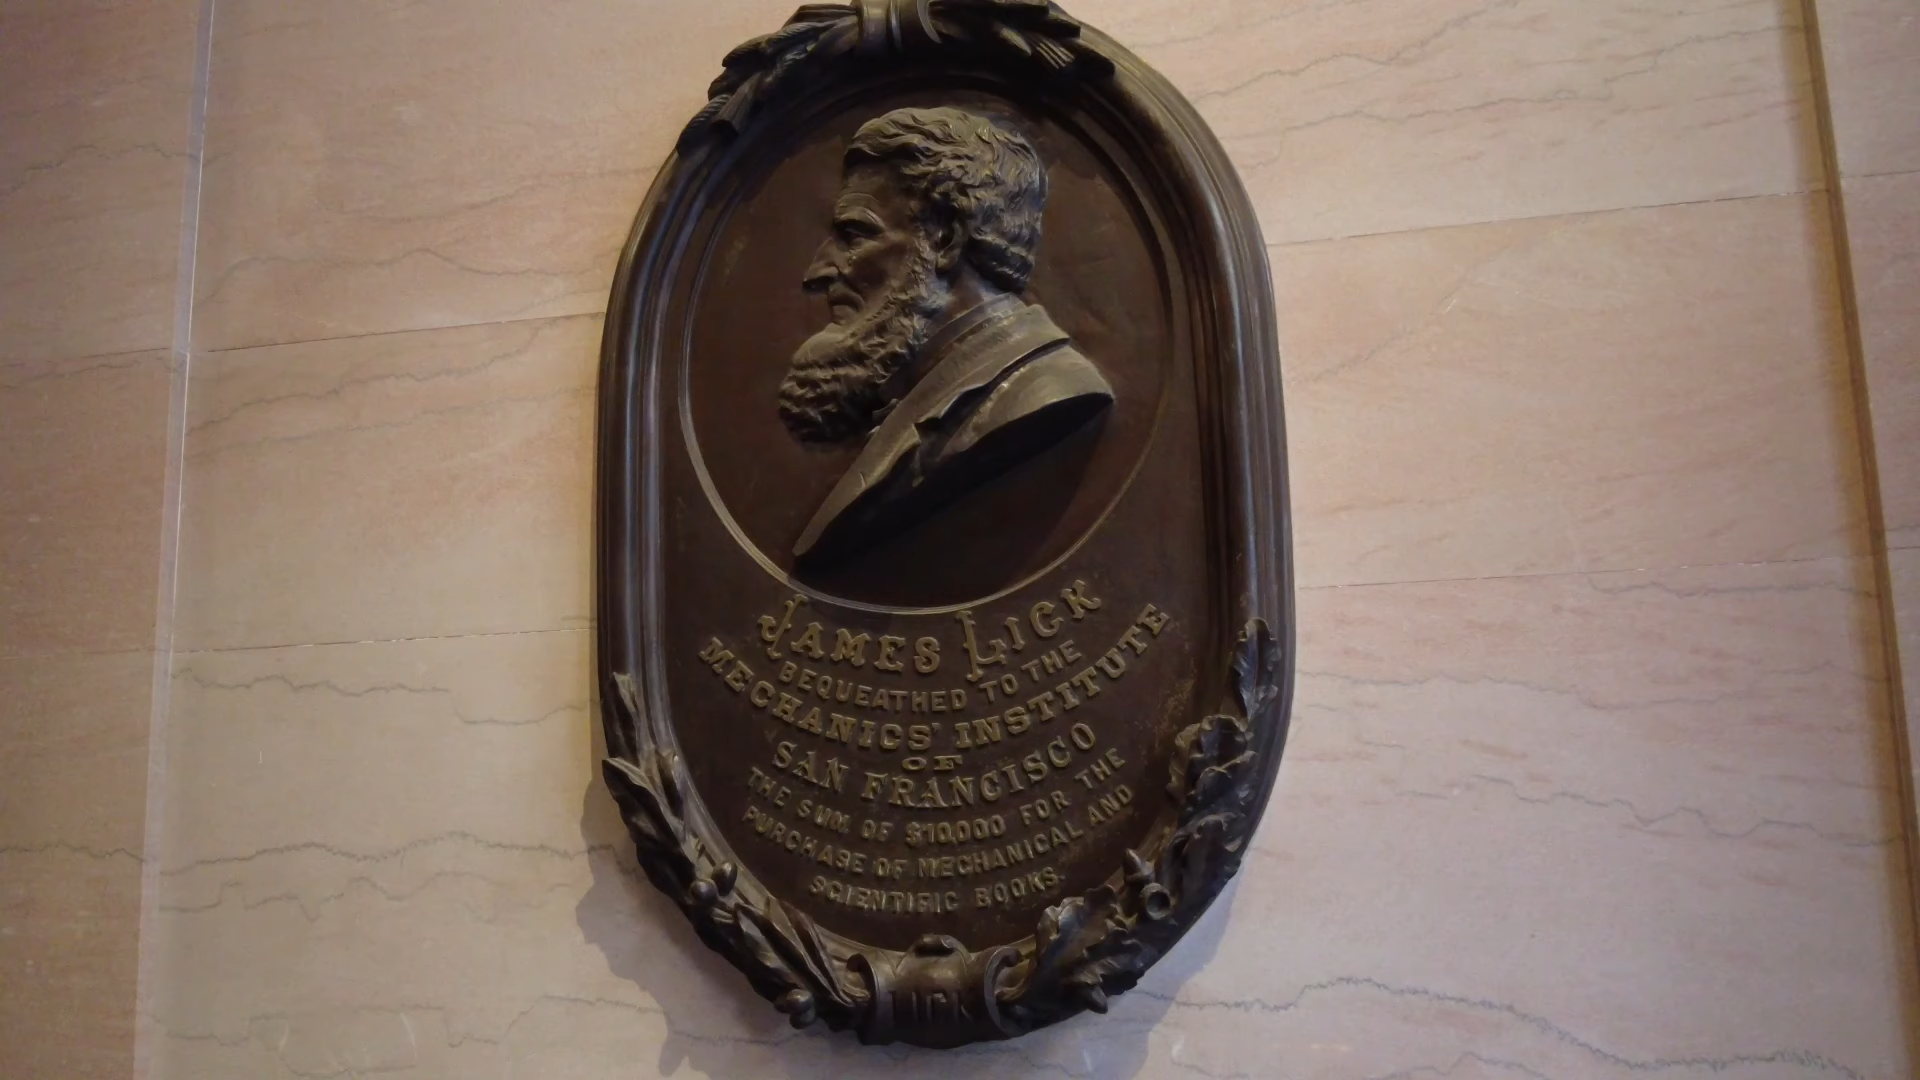 JAMES LICK
BEQUEATHED TO THE
MECHANICS' INSTITUTE
OF
SAN FRANCISCO
THE SUM OF $10,000 FOR THE
PURCHASE OF MECHANICAL AND
SCIENTIFIC BOOKS.
LICK